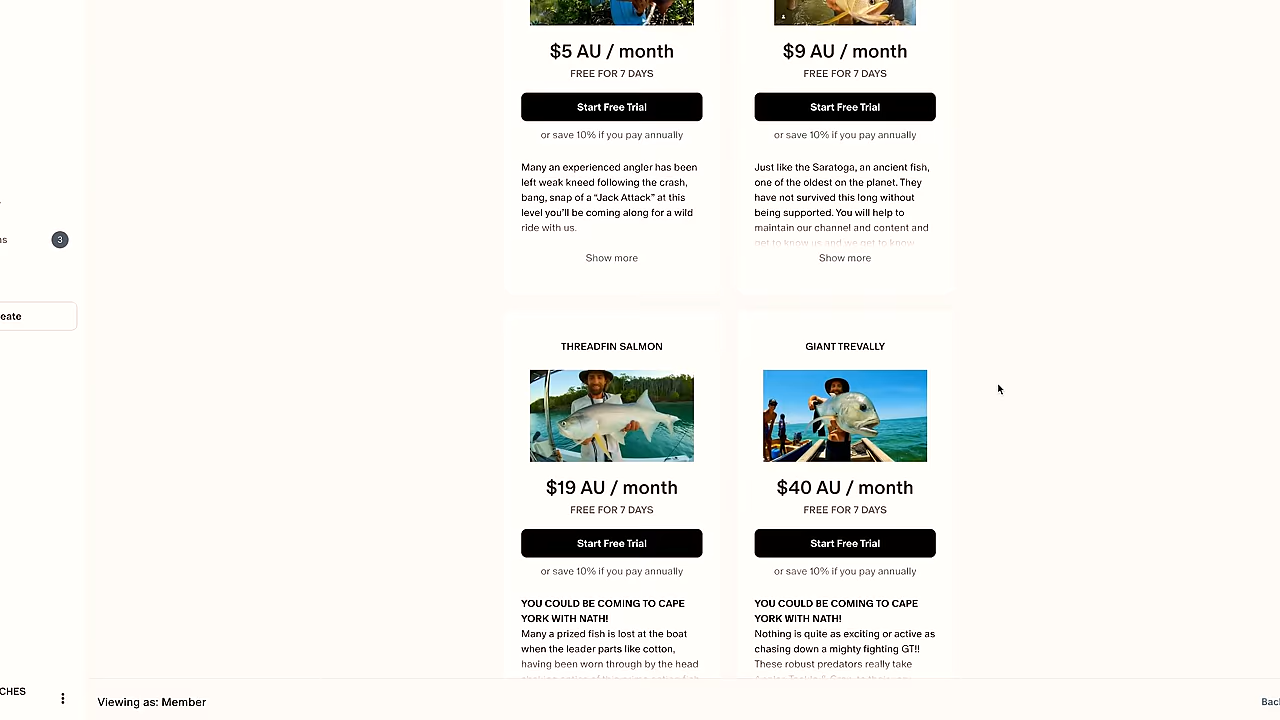 $5 AU / month
FREE FOR 7 DAYS
Start Free Trial
or save 10% if you pay annually
Many an experienced angler has been
left weak kneed following the crash,
bang, snap of a “Jack Attack” at this
level you’ll be coming along for a wild
ride with us.
Show more
$9 AU / month
FREE FOR 7 DAYS
Start Free Trial
or save 10% if you pay annually
Just like the Saratoga, an ancient fish,
one of the oldest on the planet. They
have not survived this long without
being supported. You will help to
maintain our channel and content and
get to know us and we get to know
Show more
3
eate
THREADFIN SALMON
$19 AU / month
FREE FOR 7 DAYS
Start Free Trial
or save 10% if you pay annually
YOU COULD BE COMING TO CAPE
YORK WITH NATH!
Many a prized fish is lost at the boat
when the leader parts like cotton,
having been worn through by the head
GIANT TREVALLY
$40 AU / month
FREE FOR 7 DAYS
Start Free Trial
or save 10% if you pay annually
YOU COULD BE COMING TO CAPE
YORK WITH NATH!
Nothing is quite as exciting or active as
chasing down a mighty fighting GT!!
These robust predators really take
CHES
Viewing as: Member
Bac